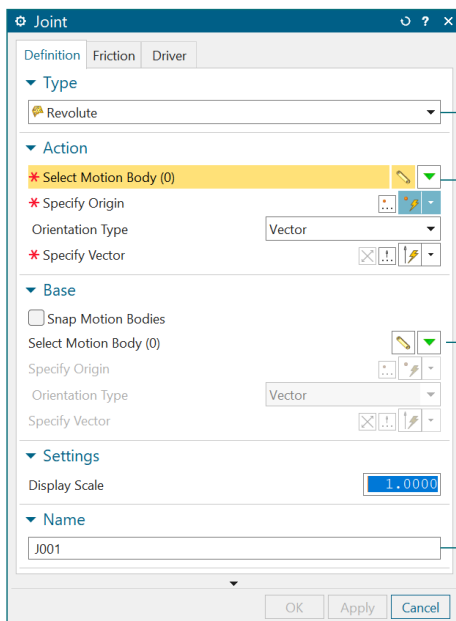 Joint
?
Definition Friction Driver
Type
Revolute
Action
* Select Motion Body (0)
* Specify Origin
Orientation Type Vector
* Specify Vector
Base
Snap Motion Bodies
Select Motion Body (0)
Specify Origin
Orientation Type Vector
Specify Vector
Settings
Display Scale 1.0000
Name
J001
OK Apply Cancel